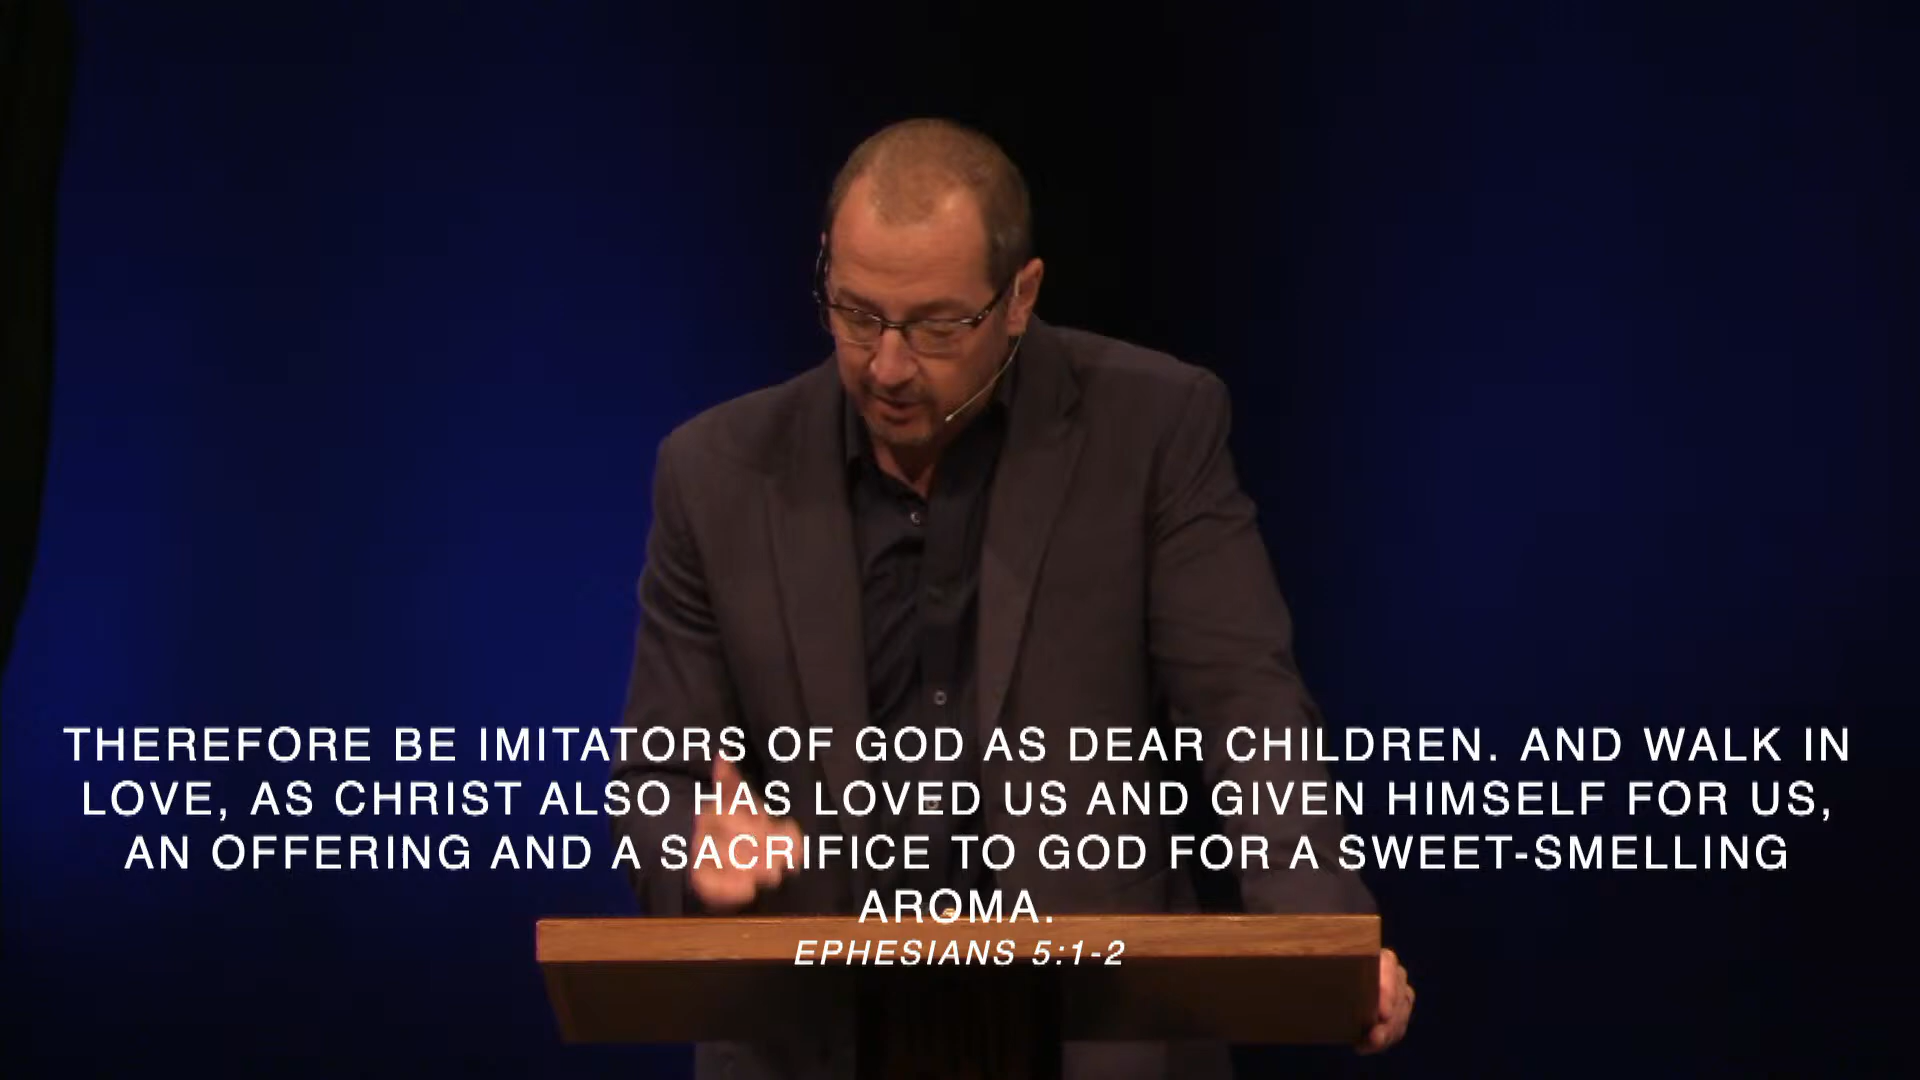 THEREFORE BE IMITATORS OF GOD AS DEAR CHILDREN. AND WALK IN
LOVE, AS CHRIST ALSO HAS LOVED US AND GIVEN HIMSELF FOR US,
AN OFFERING AND A SACRIFICE TO GOD FOR A SWEET-SMELLING
AROMA.
EPHESIANS 5:1-2